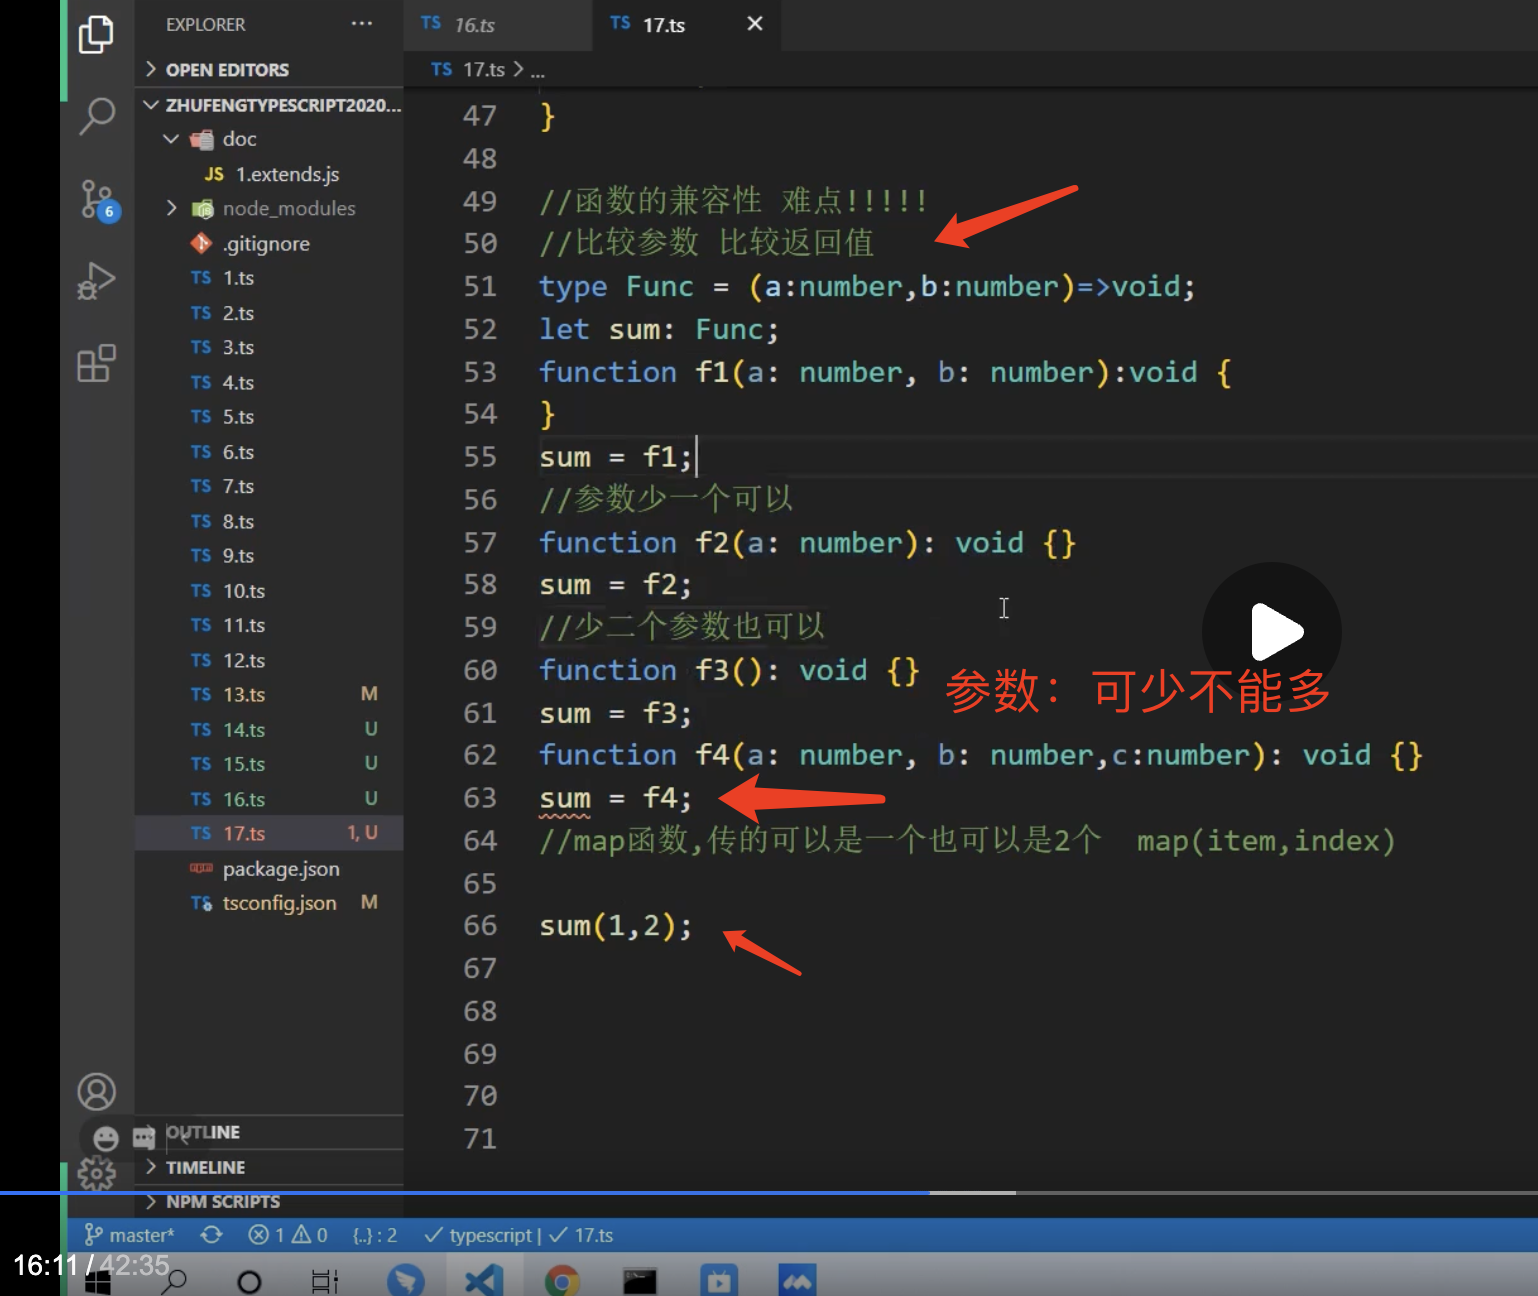 EXPLORER ...
TS 16.ts
TS 17.ts
OPEN EDITORS
TS 17.ts > ...
ZHUFENGTYPESCRIPT2020...
doc
JS 1.extends.js
node_modules
.gitignore
TS 1.ts
TS 2.ts
TS 3.ts
TS 4.ts
TS 5.ts
TS 6.ts
TS 7.ts
TS 8.ts
TS 9.ts
TS 10.ts
TS 11.ts
TS 12.ts
TS 13.ts M
TS 14.ts U
TS 15.ts U
TS 16.ts U
TS 17.ts 1, U
package.json
TS tsconfig.json M
OUTLINE
TIMELINE
NPM SCRIPTS
6
47 }
48
49 //函数的兼容性 难点!!!!!
50 //比较参数 比较返回值
51 type Func = (a:number,b:number)=>void;
52 let sum: Func;
53 function f1(a: number, b: number):void {
54 }
55 sum = f1;
56 //参数少一个可以
57 function f2(a: number): void {}
58 sum = f2;
59 //少二个参数也可以
60 function f3(): void {}
参数：可少不能多
61 sum = f3;
62 function f4(a: number, b: number,c:number): void {}
63 sum = f4;
64 //map函数,传的可以是一个也可以是2个 map(item,index)
65
66 sum(1,2);
67
68
69
70
71
master* 1 0 {..} : 2 ✓ typescript | ✓ 17.ts
16:11 / 42:35